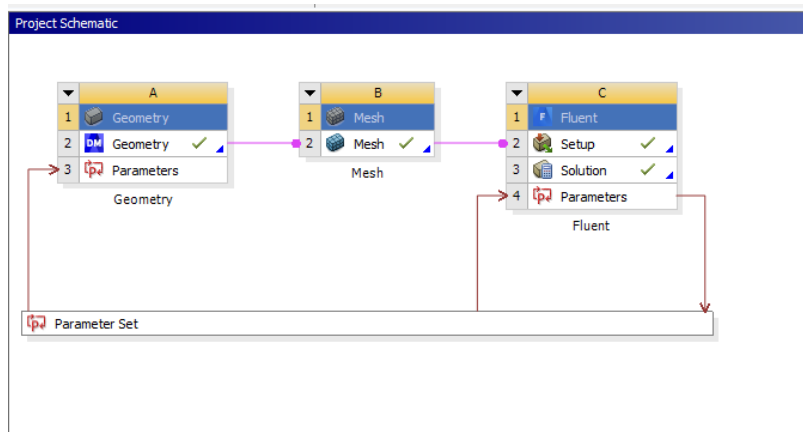 Project Schematic
A B C
1 Geometry 1 Mesh 1 F Fluent
2 DM Geometry 2 Mesh 2 Setup
3 Parameters Mesh 3 Solution
Geometry 4 Parameters
Fluent
Parameter Set